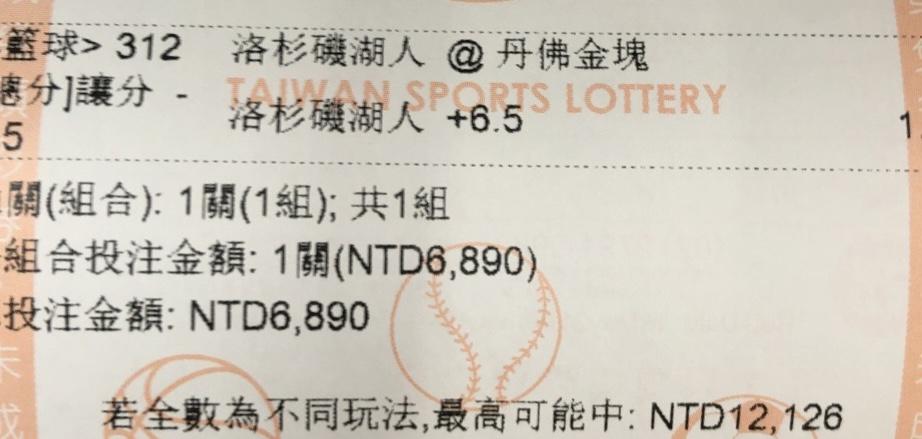 籃球> 312 洛杉磯湖人 @ 丹佛金塊
總分]讓分 - 洛杉磯湖人 +6.5
TAIWAN SPORTS LOTTERY
5
關(組合): 1關(1組); 共1組
組合投注金額: 1關(NTD6,890)
投注金額: NTD6,890
若全數為不同玩法,最高可能中: NTD12,126